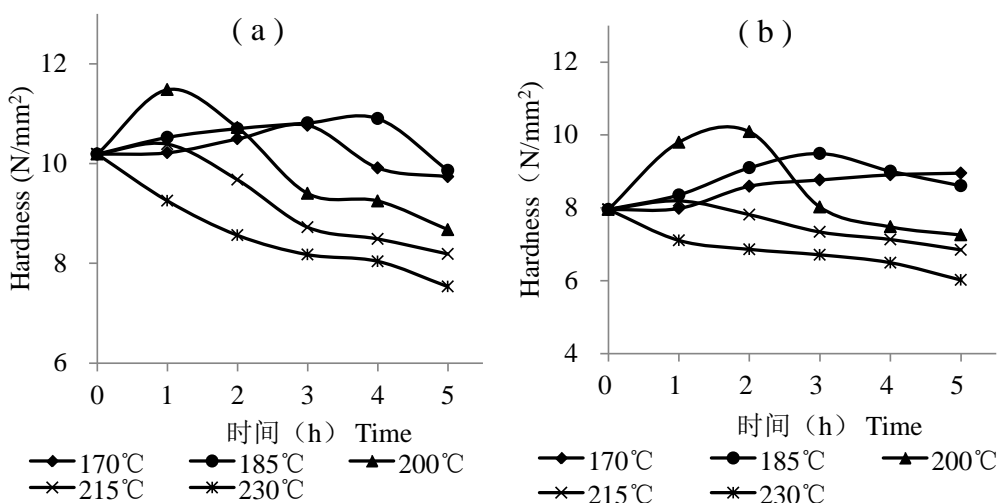 ( a )
Hardness (N/mm²)
12
10
8
6
0 1 2 3 4 5
时间（h） Time
170℃ 185℃ 200℃
215℃ 230℃
( b )
Hardness（N/mm²）
12
10
8
6
4
0 1 2 3 4 5
时间（h） Time
170℃ 185℃ 200℃
215℃ 230℃